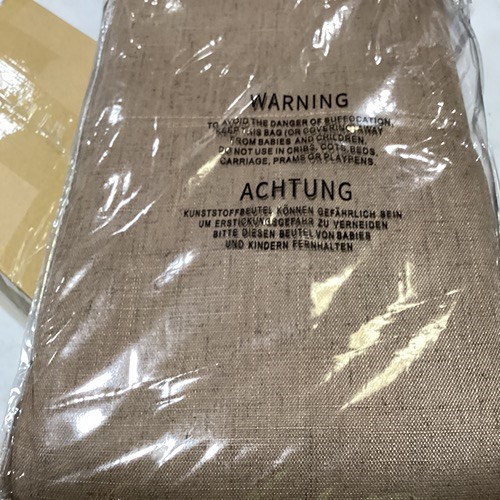 WARNING
TO AVOID THE DANGER OF SUFFOCATION,
KEEP THIS BAG (OR COVERING) AWAY
FROM BABIES AND CHILDREN.
DO NOT USE IN CRIBS, COTS, BEDS,
CARRIAGE, PRAMS OR PLAYPENS.
ACHTUNG
KUNSTSTOFFBEUTEL KÖNNEN GEFÄHRLICH SEIN
UM ERSTICKUNGSGEFAHR ZU VERNEIDEN
BITTE DIESEN BEUTEL VON BABIES
UND KINDERN FERNHALTEN